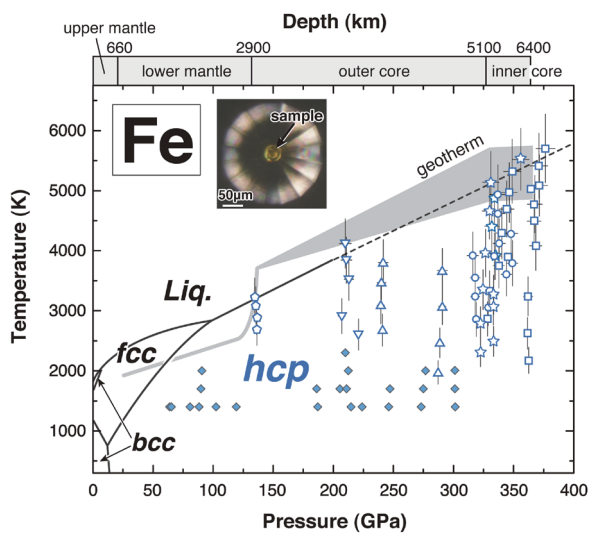 Depth (km)
upper mantle
660 2900 5100 6400
lower mantle outer core inner core
Fe
sample
50μm
geotherm
Liq.
fcc
hcp
bcc
6000
5000
4000
3000
2000
1000
Temperature (K)
0 50 100 150 200 250 300 350 400
Pressure (GPa)